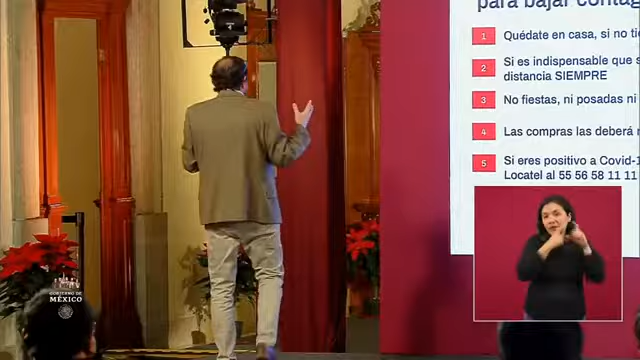 para bajar contag
1 Quédate en casa, si no tie
2 Si es indispensable que s
distancia SIEMPRE
3 No fiestas, ni posadas ni
4 Las compras las deberá
5 Si eres positivo a Covid-1
Locatel al 55 56 58 11 11
GOBIERNO DE
MÉXICO